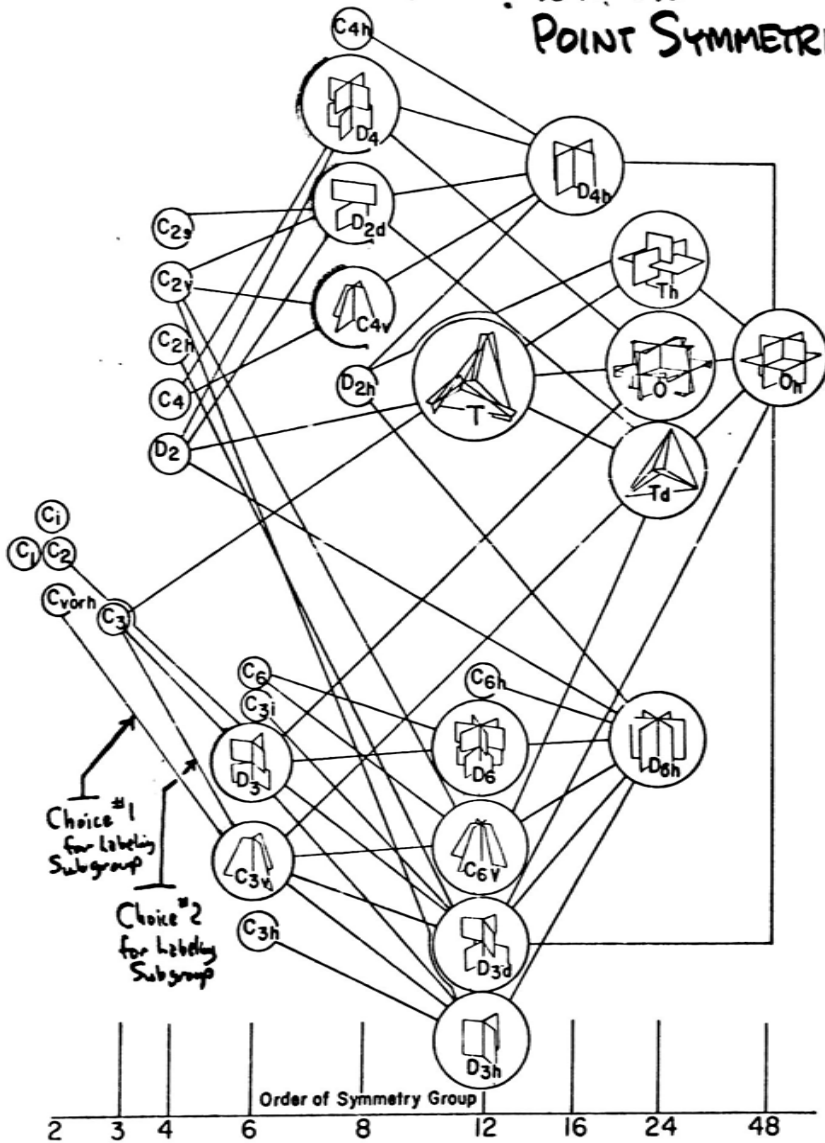 POINT SYMMETRI
C4h
D4
D4h
D2d
C2s
C2v
Th
C4v
C2h
D2h
Oh
O
T
C4
D2
Td
Ci
C1
C2
Cvorh
C3
C6
C6h
C3i
D3
D6
D6h
Choice #1
for Labeling
Subgroup
C3v
C6v
Choice #2
for Labeling
Subgroup
C3h
D3d
D3h
Order of Symmetry Group
2 3 4 6 8 12 16 24 48